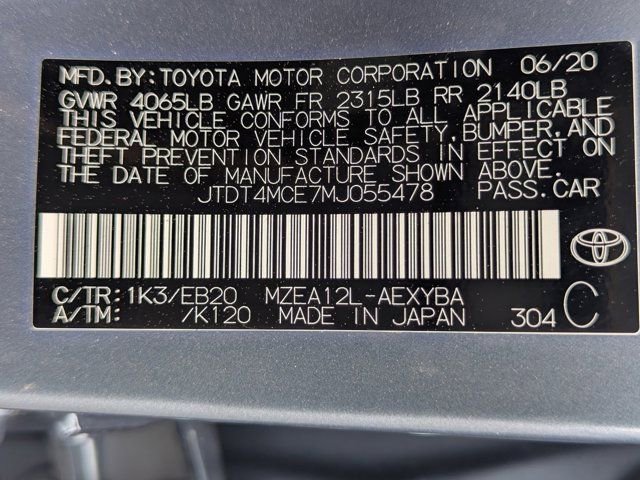 MFD. BY: TOYOTA MOTOR CORPORATION 06/20
GVWR 4065LB GAWR FR 2315LB RR 2140LB
THIS VEHICLE CONFORMS TO ALL APPLICABLE
FEDERAL MOTOR VEHICLE SAFETY, BUMPER, AND
THEFT PREVENTION STANDARDS IN EFFECT ON
THE DATE OF MANUFACTURE SHOWN ABOVE.
JTDT4MCE7MJ055478 PASS. CAR
C/TR: 1K3/EB20 MZEA12L-AEXYBA C
A/TM: /K120 MADE IN JAPAN 304